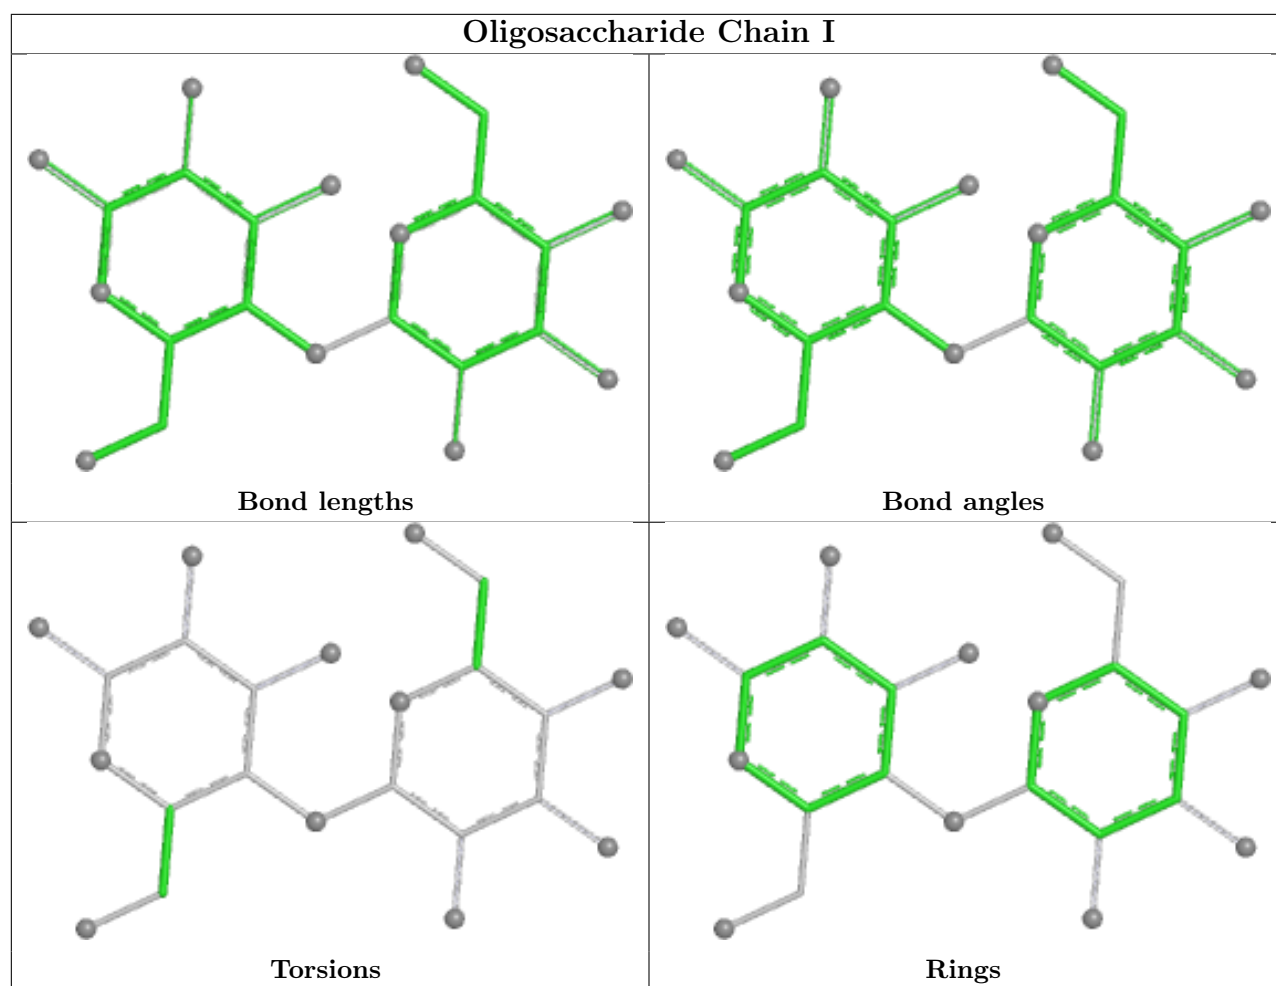 Oligosaccharide Chain I
Bond lengths
Bond angles
Torsions
Rings